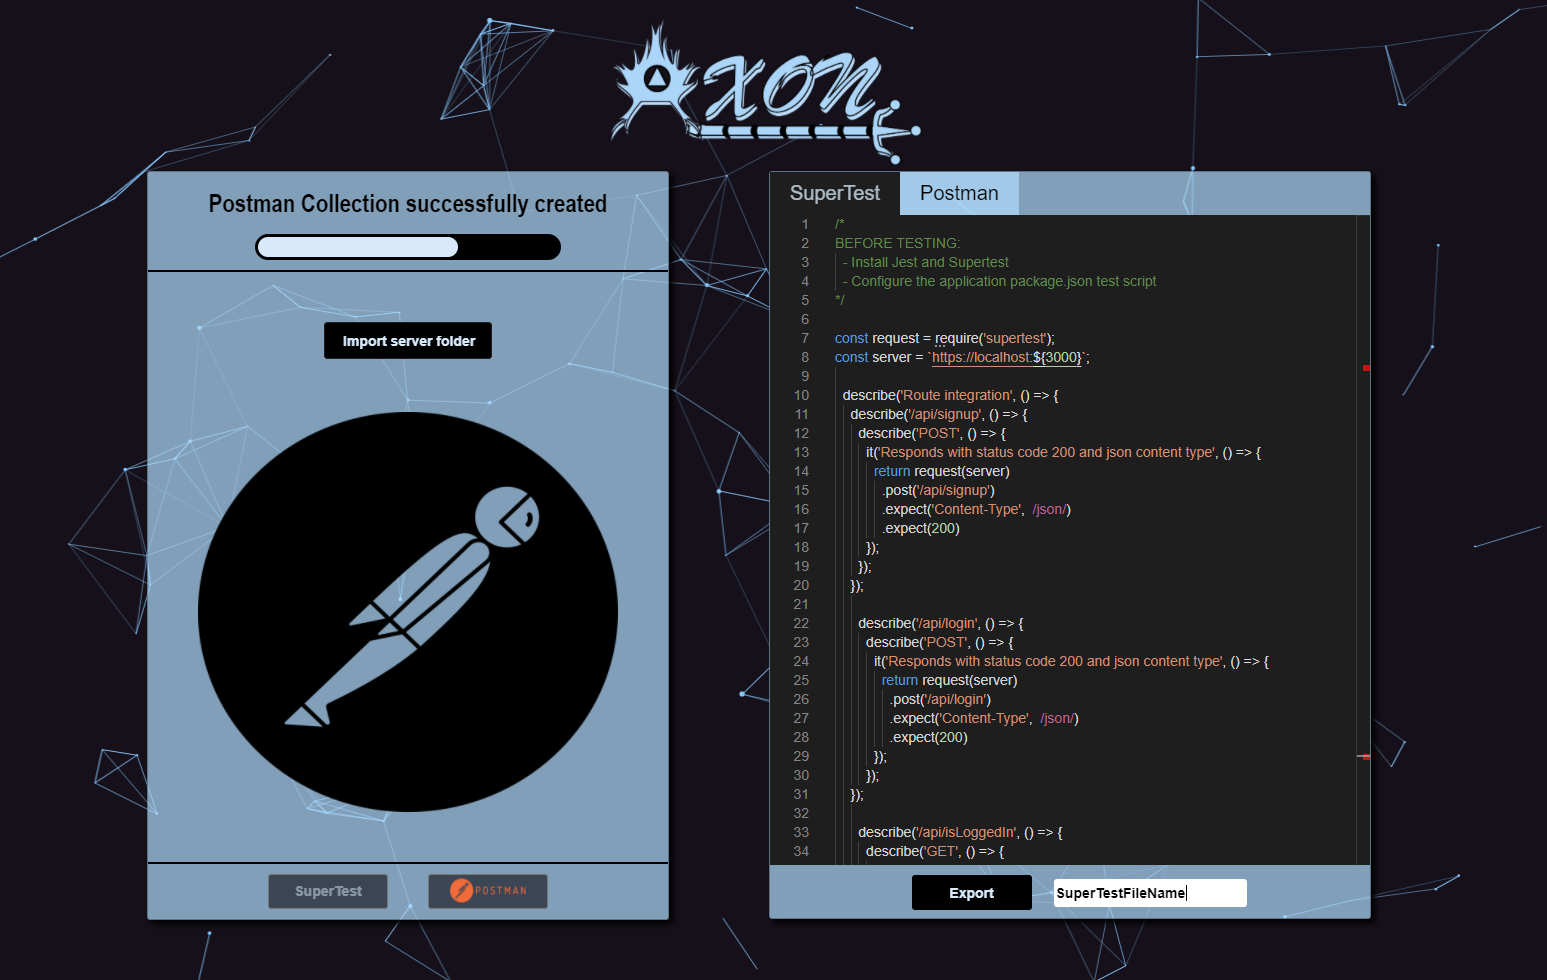 Axon
Postman Collection successfully created
Import server folder
SuperTest
POSTMAN
SuperTest Postman
1 /*
2 BEFORE TESTING:
3 - Install Jest and Supertest
4 - Configure the application package.json test script
5 */
6
7 const request = require('supertest');
8 const server = `https://localhost:${3000}`;
9
10 describe('Route integration', () => {
11 describe('/api/signup', () => {
12 describe('POST', () => {
13 it('Responds with status code 200 and json content type', () => {
14 return request(server)
15 .post('/api/signup')
16 .expect('Content-Type', /json/)
17 .expect(200)
18 });
19 });
20 });
21
22 describe('/api/login', () => {
23 describe('POST', () => {
24 it('Responds with status code 200 and json content type', () => {
25 return request(server)
26 .post('/api/login')
27 .expect('Content-Type', /json/)
28 .expect(200)
29 });
30 });
31 });
32
33 describe('/api/isLoggedIn', () => {
34 describe('GET', () => {
Export SuperTestFileName